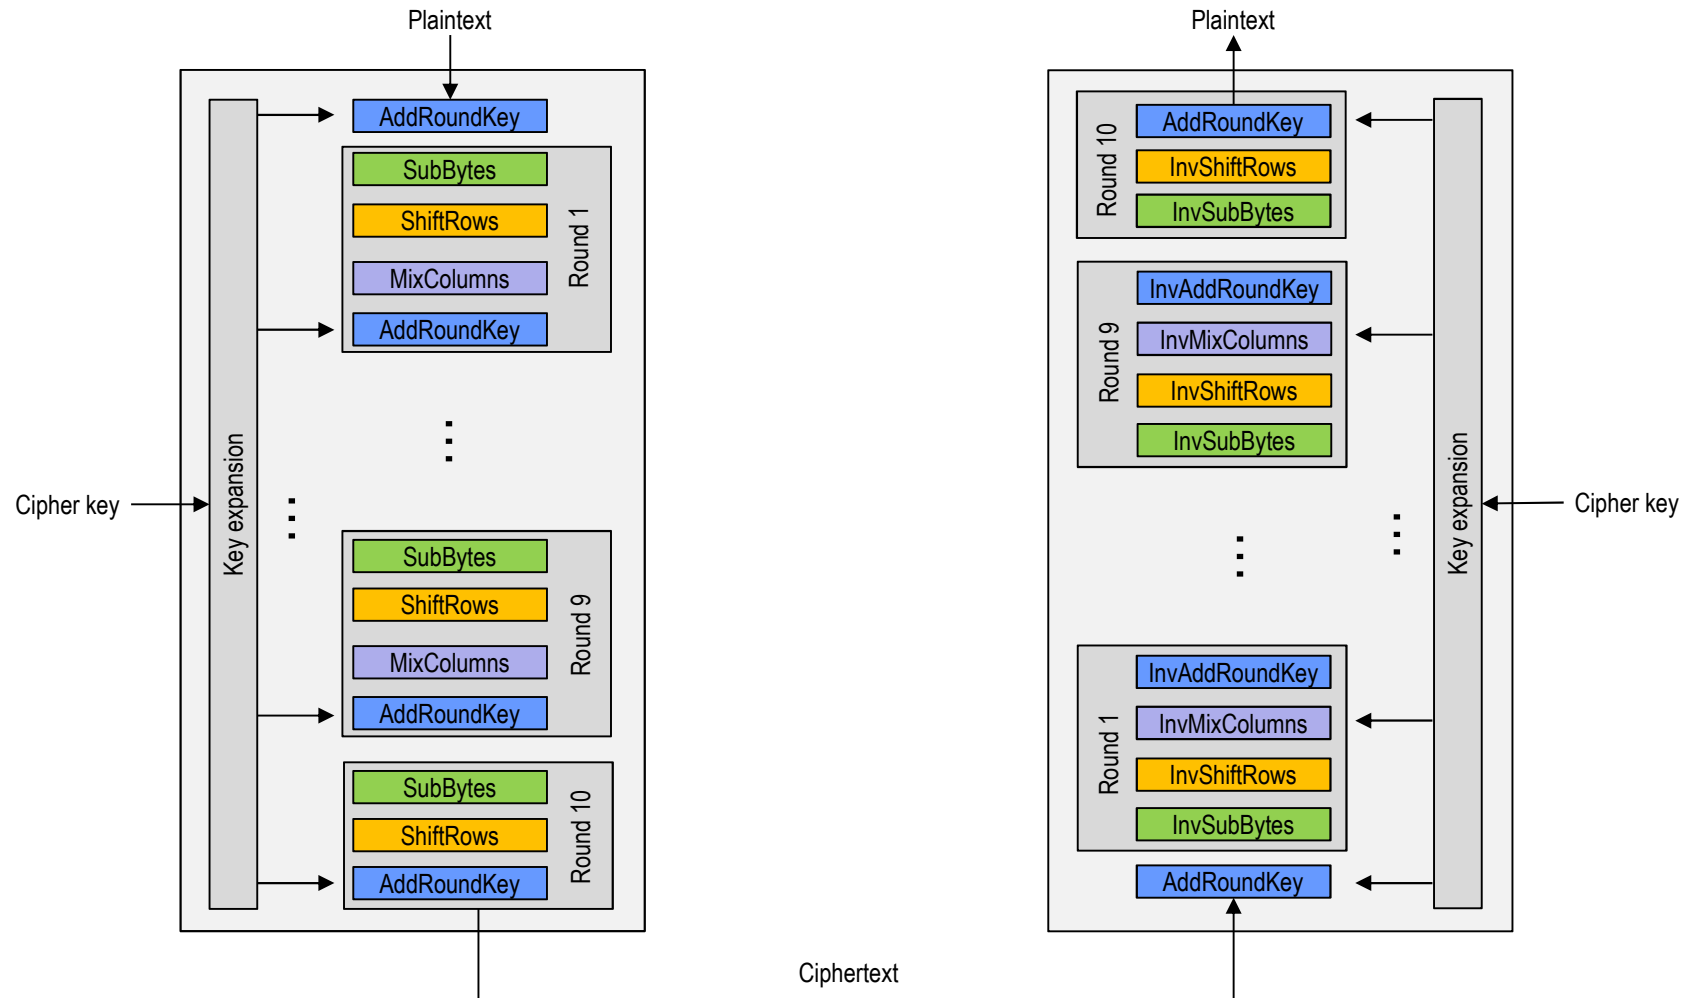 Plaintext
AddRoundKey
SubBytes
ShiftRows
MixColumns
AddRoundKey
Round 1
Key expansion
Cipher key
SubBytes
ShiftRows
MixColumns
AddRoundKey
Round 9
SubBytes
ShiftRows
AddRoundKey
Round 10
Plaintext
Round 10
AddRoundKey
InvShiftRows
InvSubBytes
Round 9
InvAddRoundKey
InvMixColumns
InvShiftRows
InvSubBytes
Key expansion
Cipher key
Round 1
InvAddRoundKey
InvMixColumns
InvShiftRows
InvSubBytes
AddRoundKey
Ciphertext